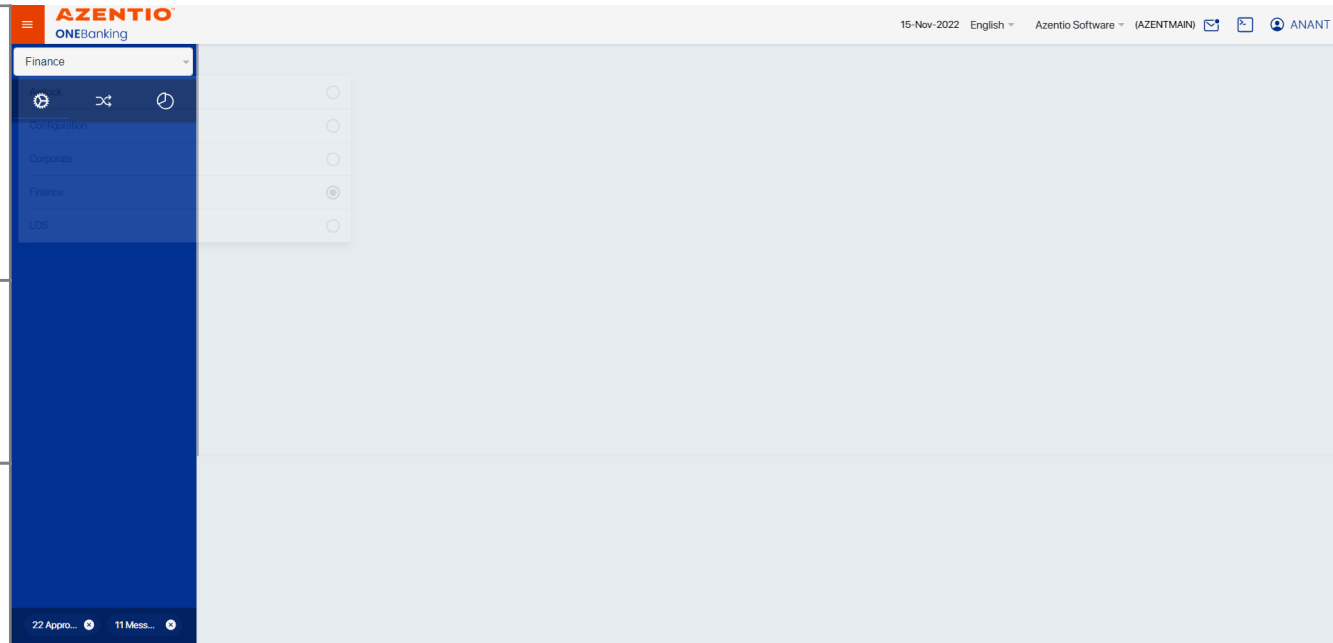 AZENTIO
ONEBanking
15-Nov-2022 English Azentio Software (AZENTMAIN) ANANT
Finance
Configuration
Corporate
Finance
LOS
22 Appro... 11 Mess...